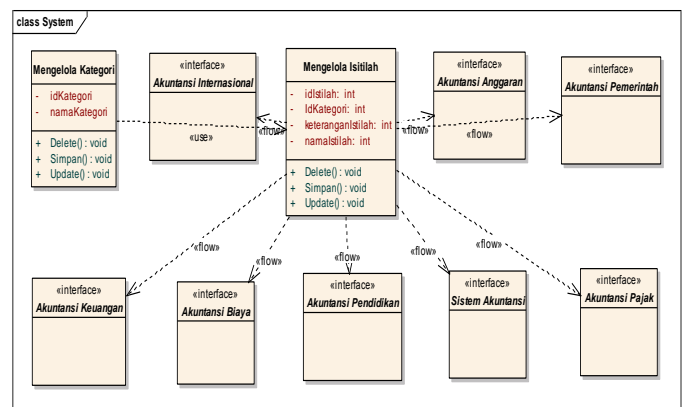 class System
Mengelola Kategori
- idKategori
- namaKategori
+ Delete() : void
+ Simpan() : void
+ Update() : void
«interface»
Akuntansi Internasional
«use»
Mengelola Isitilah
- idIstilah: int
- IdKategori: int
- keteranganIstilah: int
- namaIstilah: int
+ Delete() : void
+ Simpan() : void
+ Update() : void
«flow»
«flow»
«interface»
Akuntansi Anggaran
«flow»
«interface»
Akuntansi Pemerintah
«flow»
«flow»
«flow»
«flow»
«flow»
«interface»
Akuntansi Keuangan
«interface»
Akuntansi Biaya
«interface»
Akuntansi Pendidikan
«interface»
Sistem Akuntansi
«interface»
Akuntansi Pajak